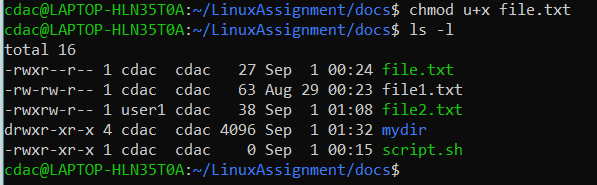 cdac@LAPTOP-HLN35T0A:~/LinuxAssignment/docs$ chmod u+x file.txt
cdac@LAPTOP-HLN35T0A:~/LinuxAssignment/docs$ ls -l
total 16
-rwxr--r-- 1 cdac  cdac    27 Sep  1 00:24 file.txt
-rw-rw-r-- 1 cdac  cdac    63 Aug 29 00:23 file1.txt
-rwxrw-r-- 1 user1 cdac    38 Sep  1 01:08 file2.txt
drwxr-xr-x 4 cdac  cdac  4096 Sep  1 01:32 mydir
-rwxr-xr-x 1 cdac  cdac     0 Sep  1 00:15 script.sh
cdac@LAPTOP-HLN35T0A:~/LinuxAssignment/docs$